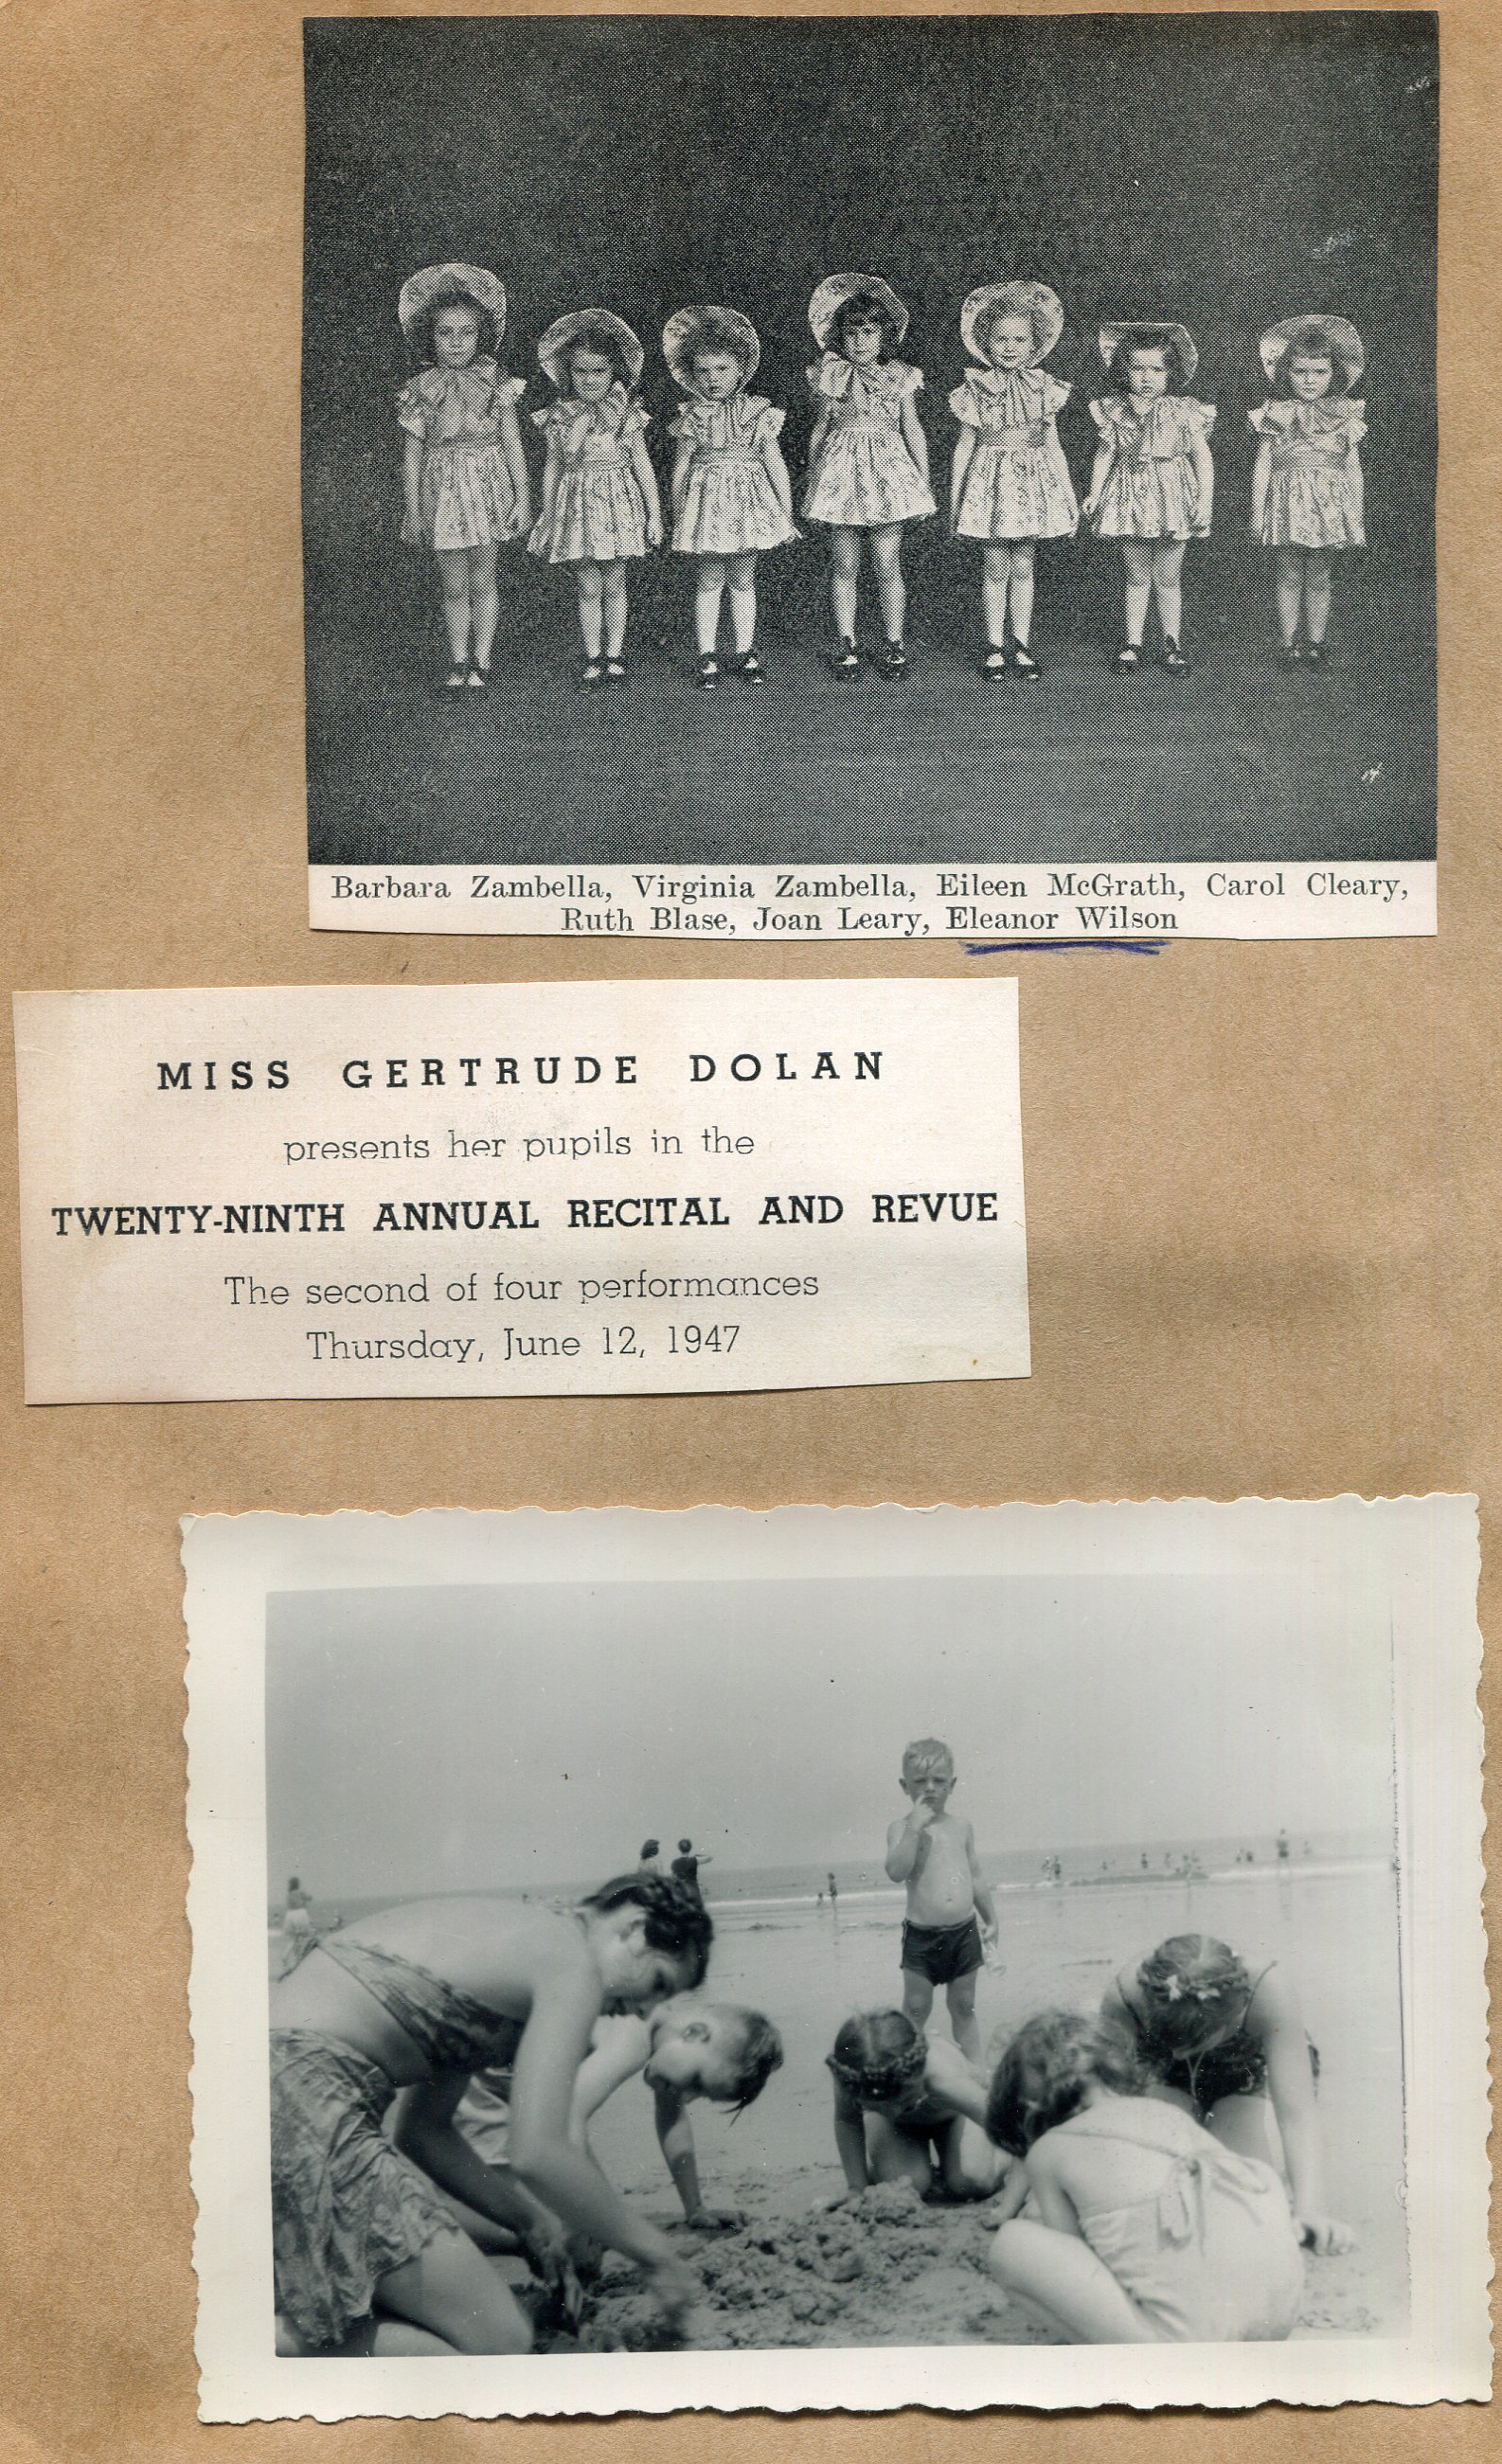 Barbara Zambella, Virginia Zambella, Eileen McGrath, Carol Cleary,
Ruth Blase, Joan Leary, Eleanor Wilson
MISS GERTRUDE DOLAN
presents her pupils in the
TWENTY-NINTH ANNUAL RECITAL AND REVUE
The second of four performances
Thursday, June 12, 1947